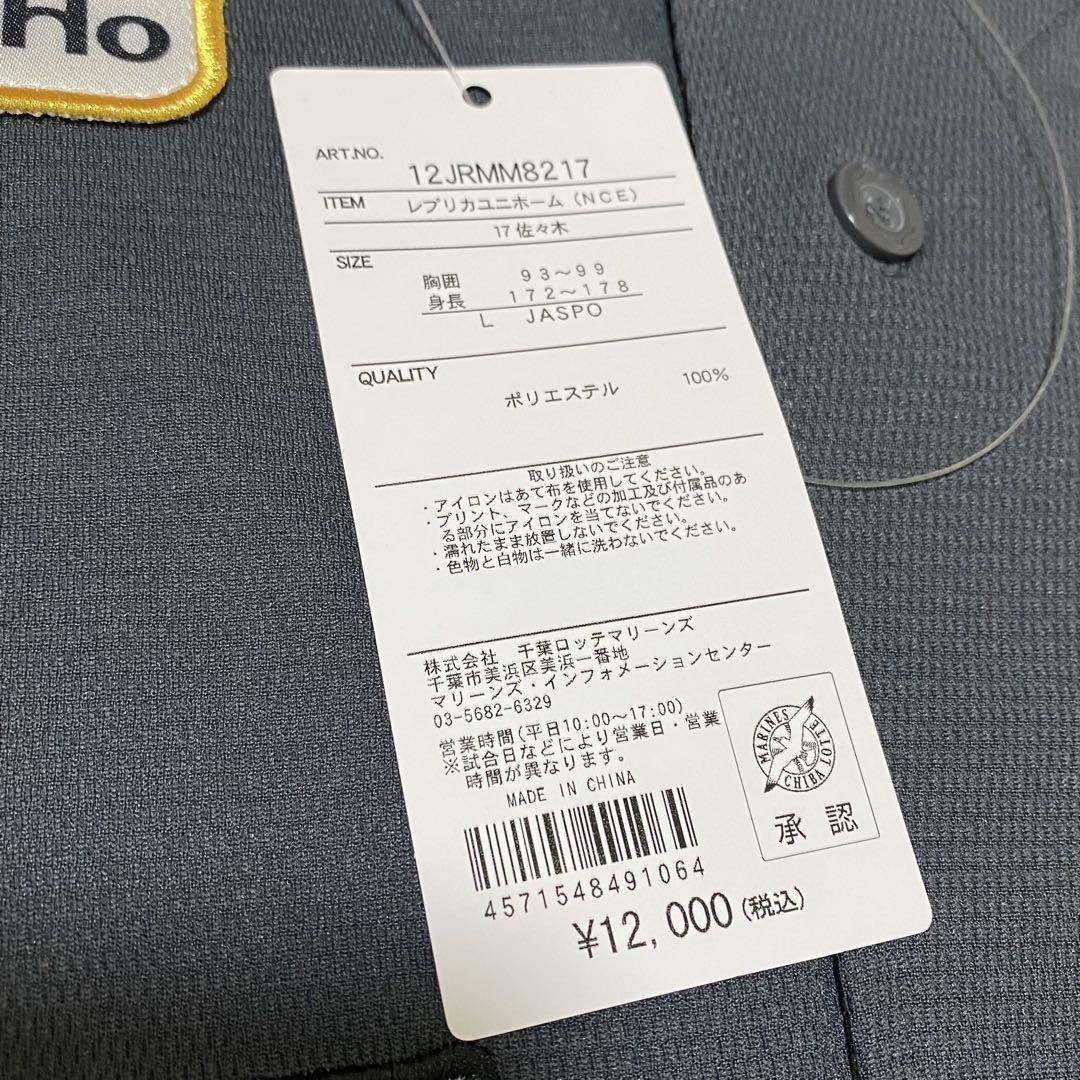 Ho
ART.NO. 12JRMM8217
ITEM レプリカユニホーム（NCE）
17 佐々木
SIZE
胸囲 93～99
身長 172～178
L JASPO
QUALITY
ポリエステル 100%
取り扱いのご注意
・アイロンはあて布を使用してください。
・プリント、マークなどの加工及び付属品のあ
る部分にアイロンを当てないでください。
・濡れたまま放置しないでください。
・色物と白物は一緒に洗わないでください。
株式会社 千葉ロッテマリーンズ
千葉市美浜区美浜一番地
マリーンズ・インフォメーションセンター
03-5682-6329
営業時間(平日10:00～17:00)
※試合日などにより営業日・営業
時間が異なります。
MADE IN CHINA
MARINES
LOTTE
CHIBA
承認
4571548491064
¥12,000(税込)